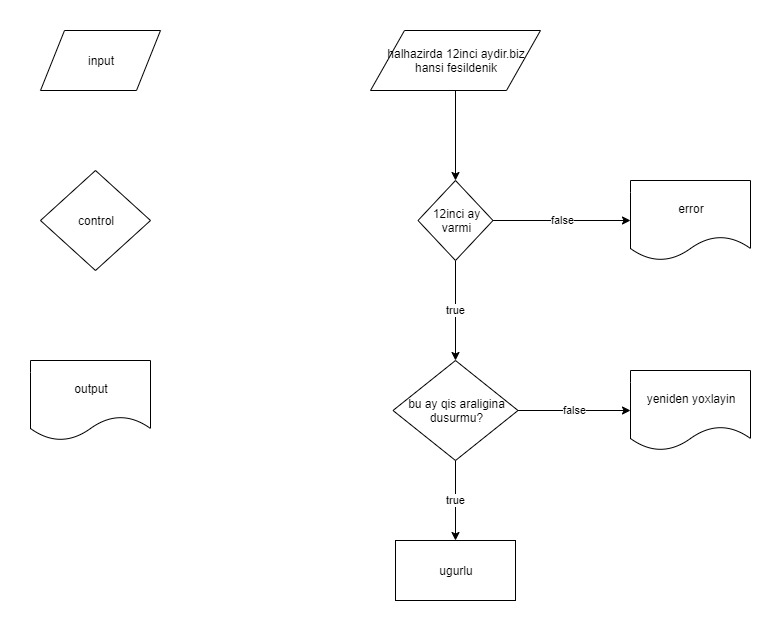 input
halhazirda 12inci aydir.biz
hansi fesildenik
control
12inci ay
varmi
false
error
true
output
bu ay qis araligina
dusurmu?
false
yeniden yoxlayin
true
ugurlu